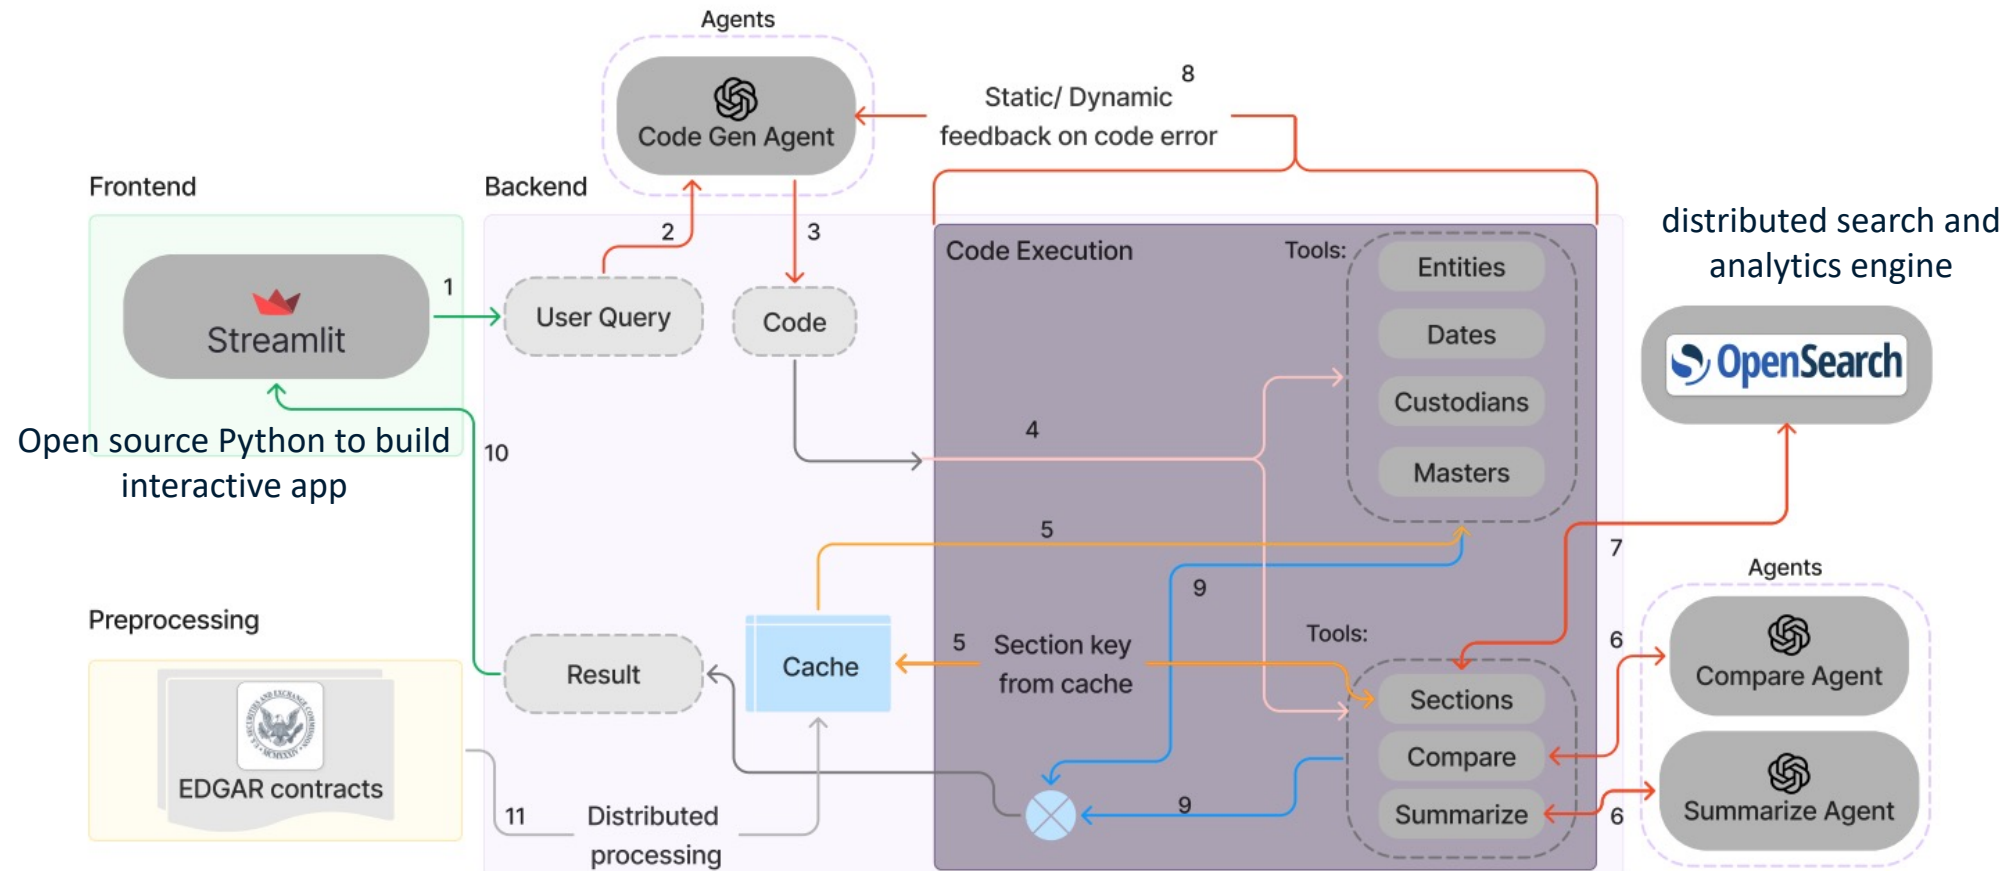 Agents
8
Static/ Dynamic
feedback on code error
Code Gen Agent
Frontend
Backend
2
3
distributed search and
analytics engine
Code Execution
Tools:
Entities
Dates
Custodians
Masters
1
Streamlit
User Query
Code
OpenSearch
4
Open source Python to build
interactive app
10
5
7
9
Agents
Preprocessing
Tools:
5
Section key
from cache
6
Compare Agent
Result
Cache
Sections
Compare
Summarize
EDGAR contracts
11
Distributed
processing
9
6
Summarize Agent